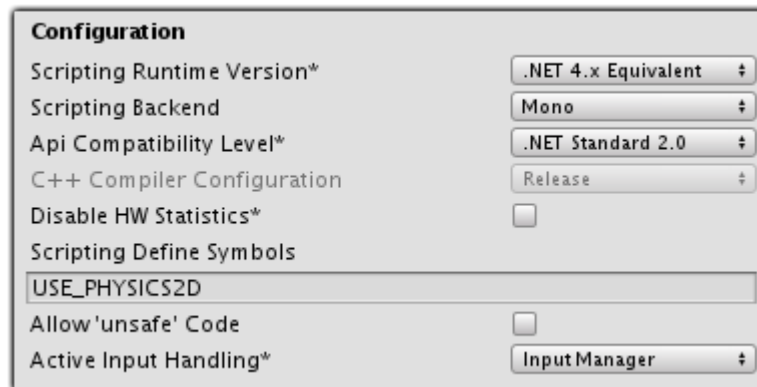 Configuration
Scripting Runtime Version* .NET 4.x Equivalent
Scripting Backend Mono
Api Compatibility Level* .NET Standard 2.0
C++ Compiler Configuration Release
Disable HW Statistics*
Scripting Define Symbols
USE_PHYSICS2D
Allow 'unsafe' Code
Active Input Handling* Input Manager